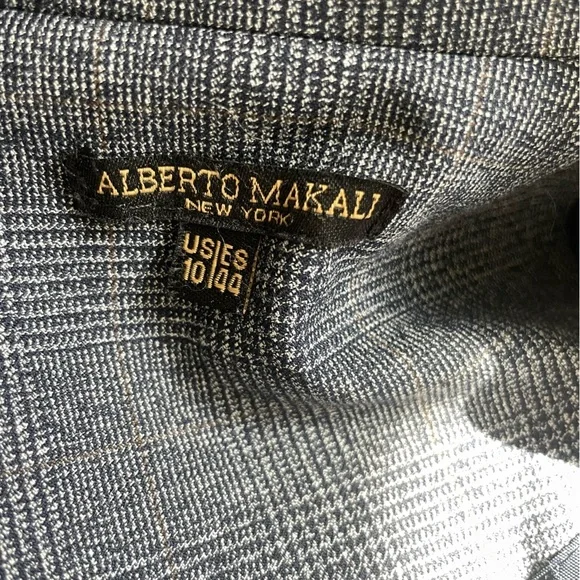 ALBERTO MAKALI
NEW YORK
US|ES
10|44